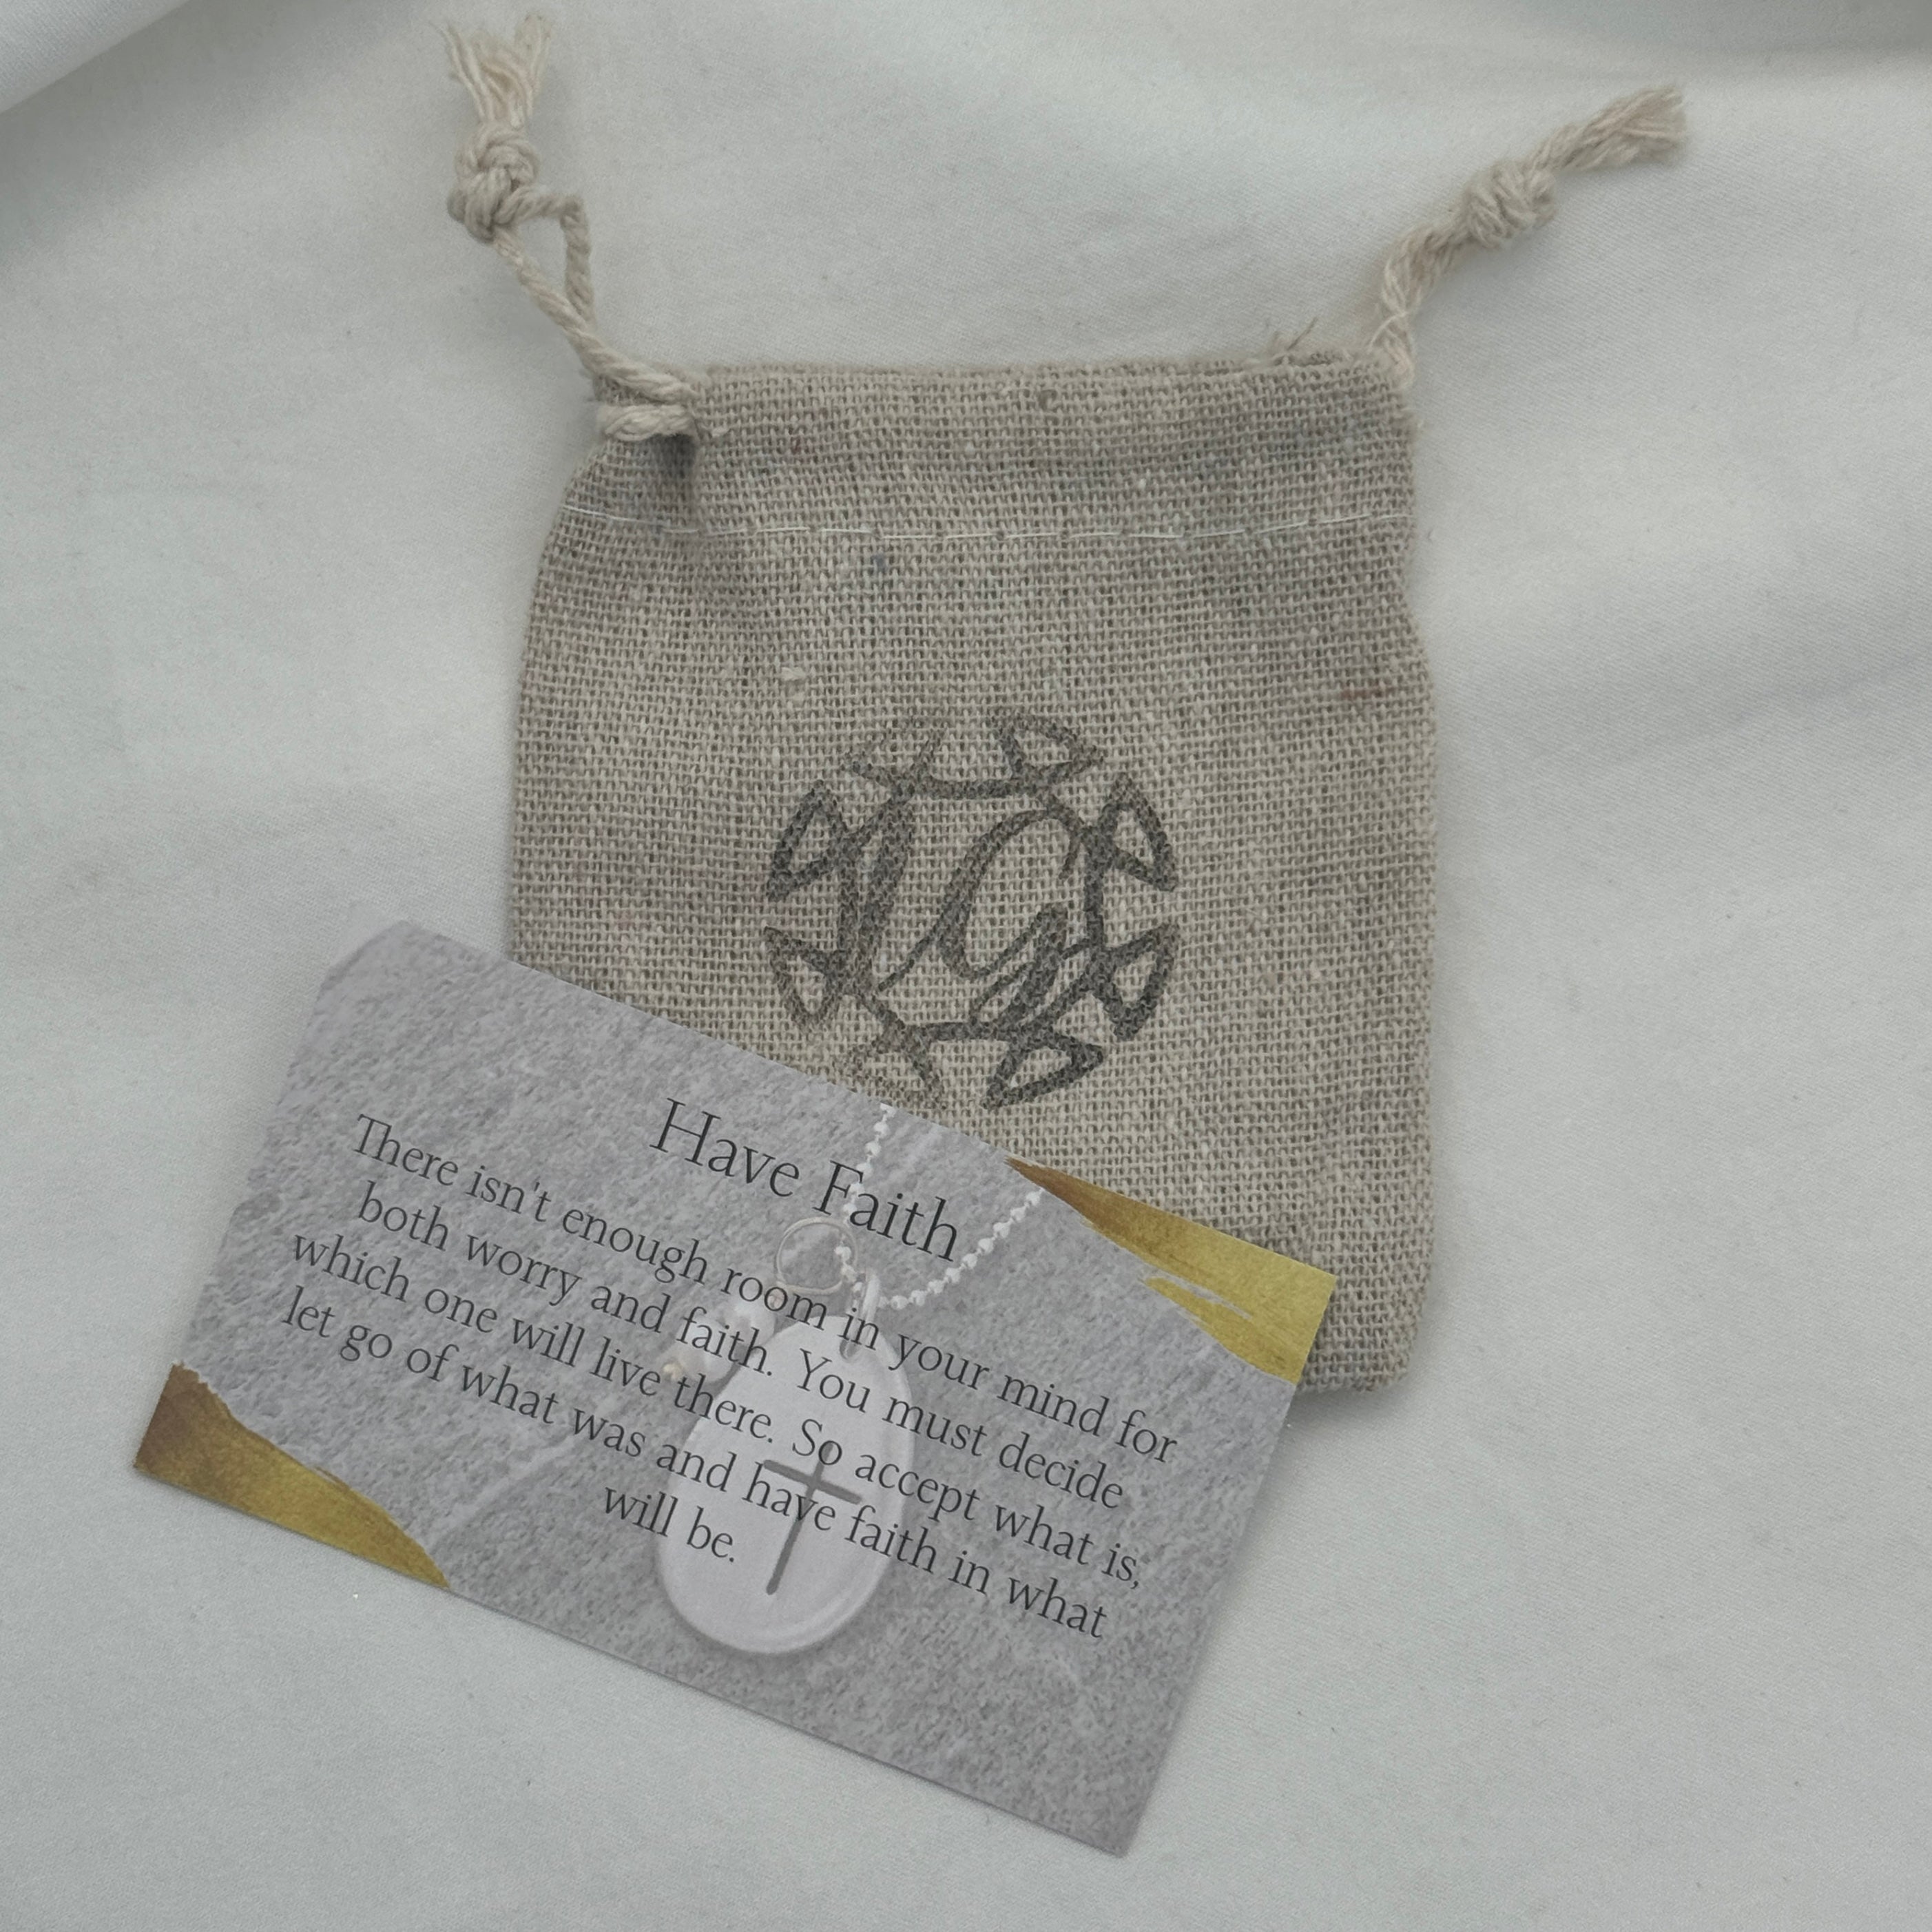 Have Faith
There isn't enough room in your mind for
both worry and faith. You must decide
which one will live there. So accept what is,
let go of what was and have faith in what
will be.